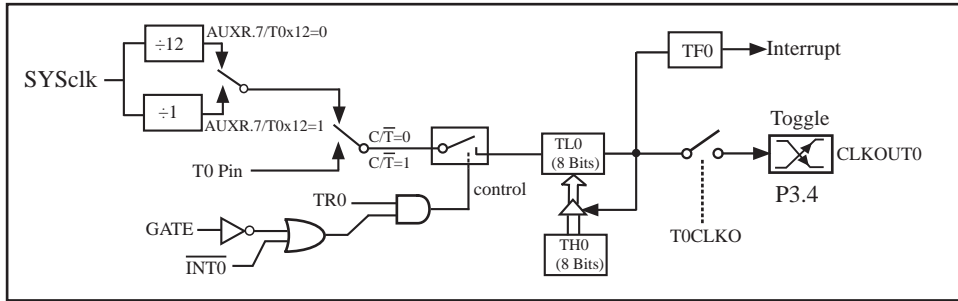 AUXR.7/T0x12=0
÷12
SYSclk
÷1
AUXR.7/T0x12=1
T0 Pin
C/T̅=0
C/T̅=1
TR0
control
GATE
I̅N̅T̅0̅
TL0
(8 Bits)
TH0
(8 Bits)
TF0
Interrupt
Toggle
CLKOUT0
P3.4
T0CLKO